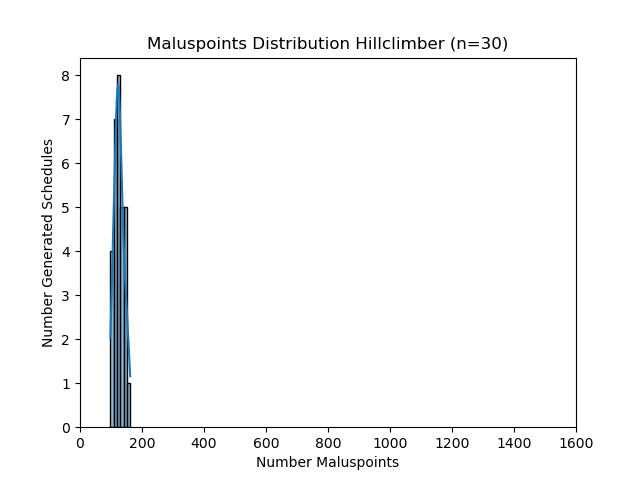 Maluspoints Distribution Hillclimber (n=30)
Number Generated Schedules
8
7
6
5
4
3
2
1
0
0 200 400 600 800 1000 1200 1400 1600
Number Maluspoints